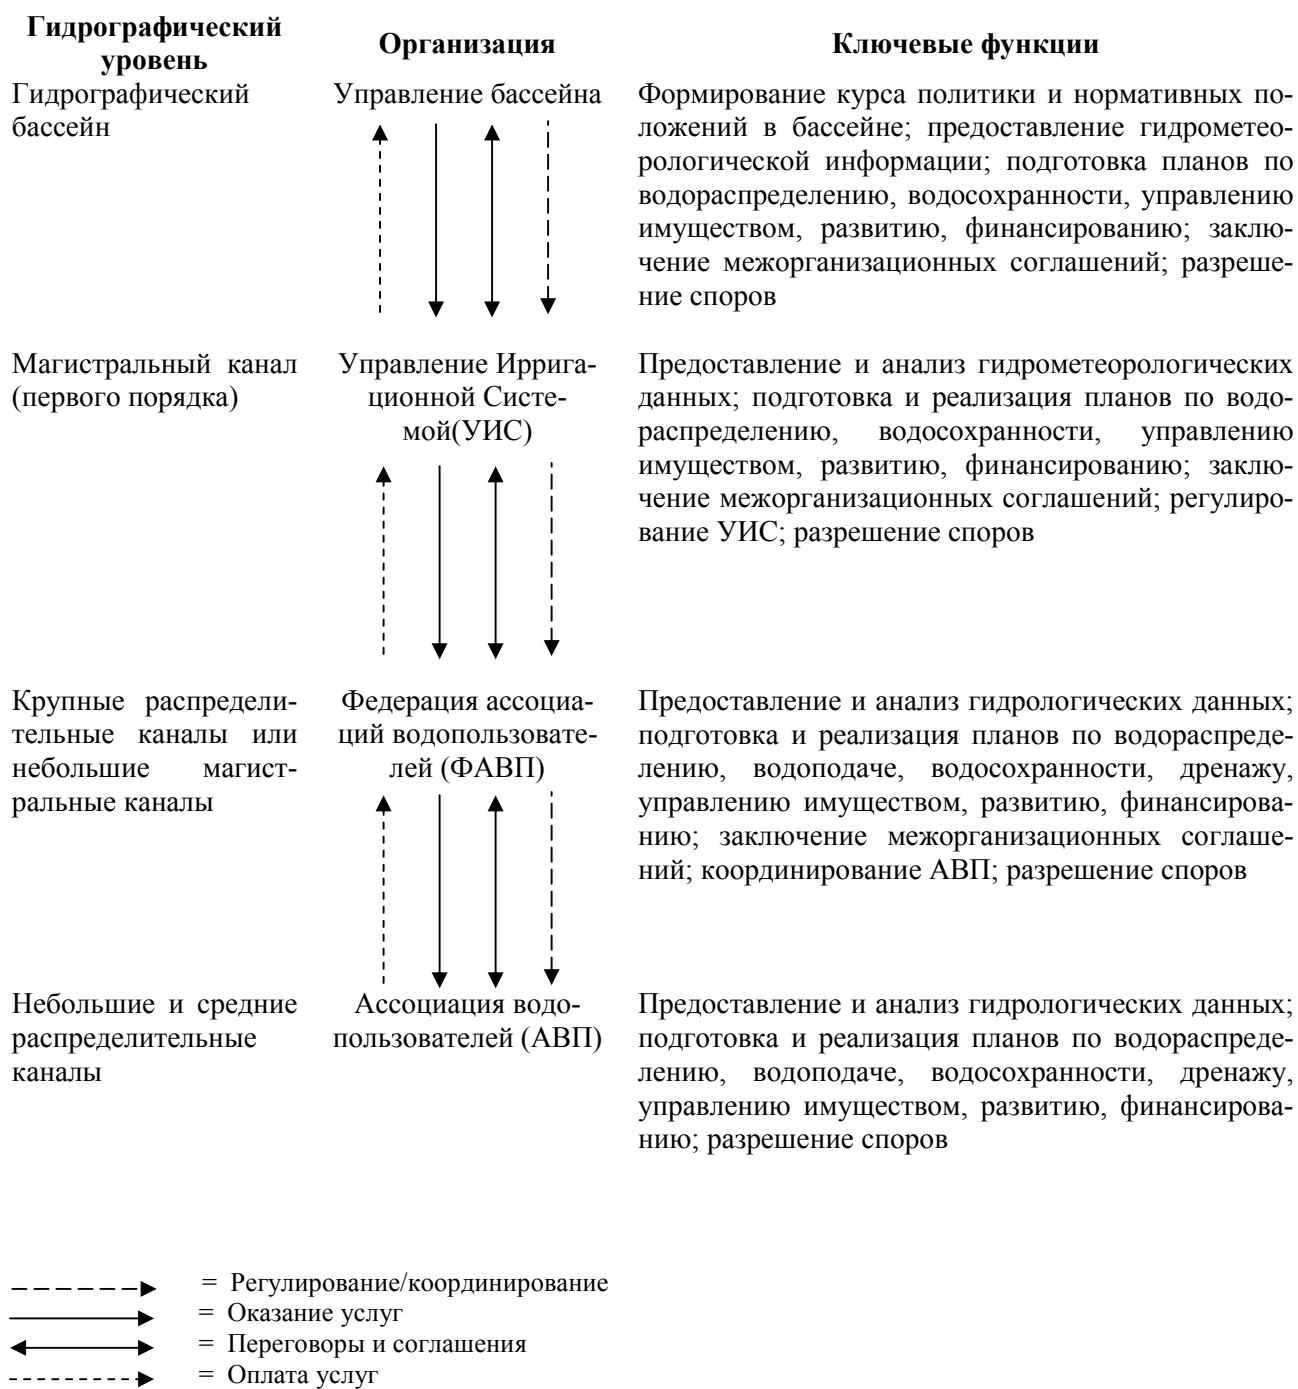 Гидрографический
уровень
Организация
Ключевые функции
Гидрографический
бассейн
Управление бассейна
Формирование курса политики и нормативных по-
ложений в бассейне; предоставление гидрометео-
рологической информации; подготовка планов по
водораспределению, водосохранности, управлению
имуществом, развитию, финансированию; заклю-
чение межорганизационных соглашений; разреше-
ние споров
Магистральный канал
(первого порядка)
Управление Иррига-
ционной Систе-
мой(УИС)
Предоставление и анализ гидрометеорологических
данных; подготовка и реализация планов по водо-
распределению, водосохранности, управлению
имуществом, развитию, финансированию; заклю-
чение межорганизационных соглашений; регулиро-
вание УИС; разрешение споров
Крупные распредели-
тельные каналы или
небольшие магист-
ральные каналы
Федерация ассоциа-
ций водопользовате-
лей (ФАВП)
Предоставление и анализ гидрологических данных;
подготовка и реализация планов по водораспреде-
лению, водоподаче, водосохранности, дренажу,
управлению имуществом, развитию, финансирова-
нию; заключение межорганизационных соглаше-
ний; координирование АВП; разрешение споров
Небольшие и средние
распределительные
каналы
Ассоциация водо-
пользователей (АВП)
Предоставление и анализ гидрологических данных;
подготовка и реализация планов по водораспреде-
лению, водоподаче, водосохранности, дренажу,
управлению имуществом, развитию, финансирова-
нию; разрешение споров
= Регулирование/координирование
= Оказание услуг
= Переговоры и соглашения
= Оплата услуг